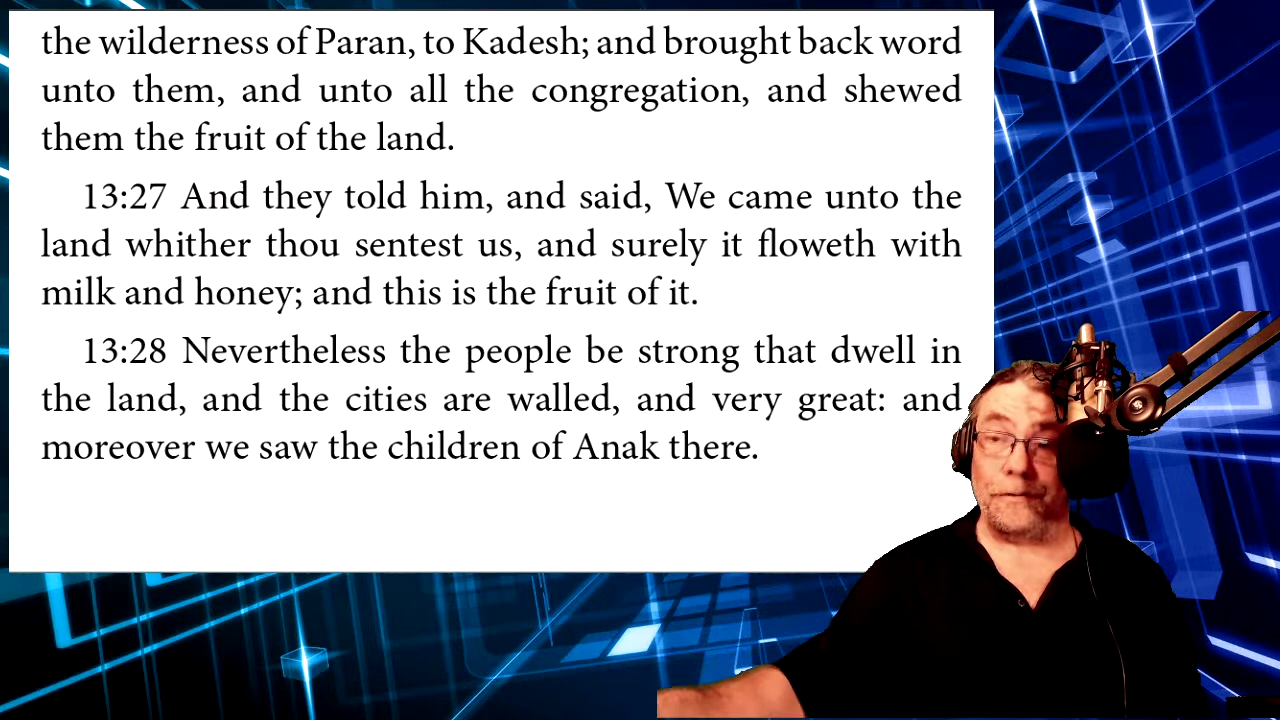 the wilderness of Paran, to Kadesh; and brought back word
unto them, and unto all the congregation, and shewed
them the fruit of the land.
13:27 And they told him, and said, We came unto the
land whither thou sentest us, and surely it floweth with
milk and honey; and this is the fruit of it.
13:28 Nevertheless the people be strong that dwell in
the land, and the cities are walled, and very great: and
moreover we saw the children of Anak there.